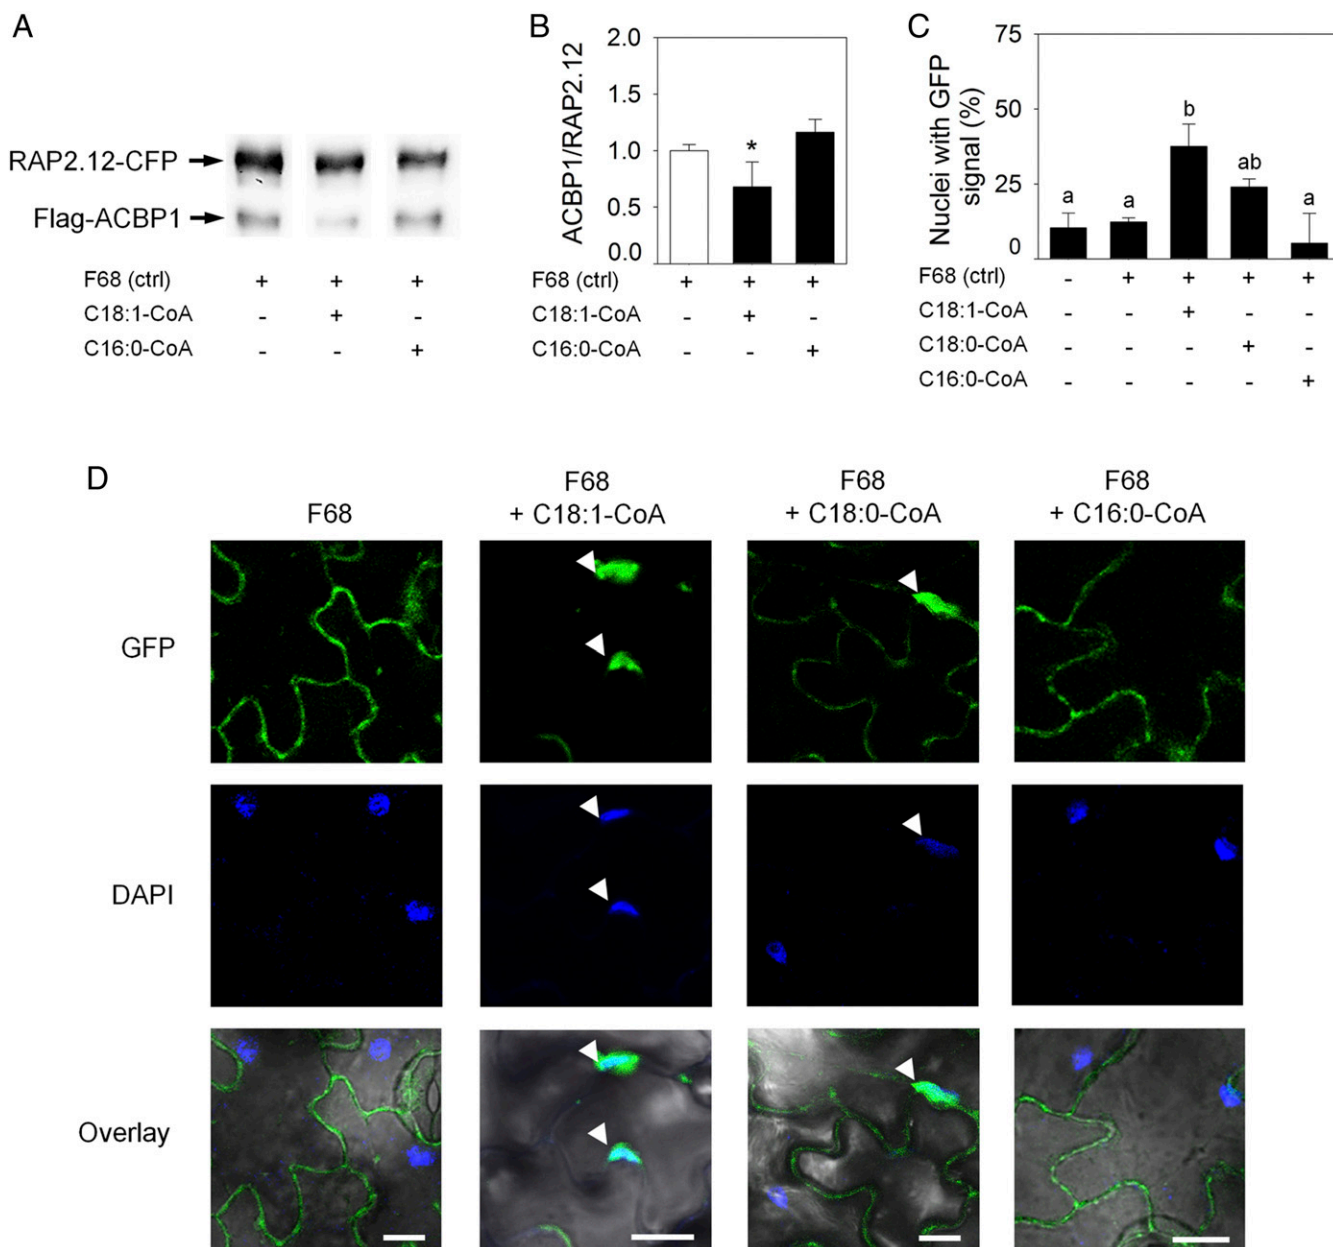 A
RAP2.12-CFP
Flag-ACBP1
F68 (ctrl) + + +
C18:1-CoA - + -
C16:0-CoA - - +
B
ACBP1/RAP2.12
2.0
1.5
1.0
0.5
0.0
*
F68 (ctrl) + + +
C18:1-CoA - + -
C16:0-CoA - - +
C
Nuclei with GFP
signal (%)
75
50
25
0
a a b ab a
F68 (ctrl) - + + + +
C18:1-CoA - - + - -
C18:0-CoA - - - + -
C16:0-CoA - - - - +
D
F68
F68
+ C18:1-CoA
F68
+ C18:0-CoA
F68
+ C16:0-CoA
GFP
DAPI
Overlay